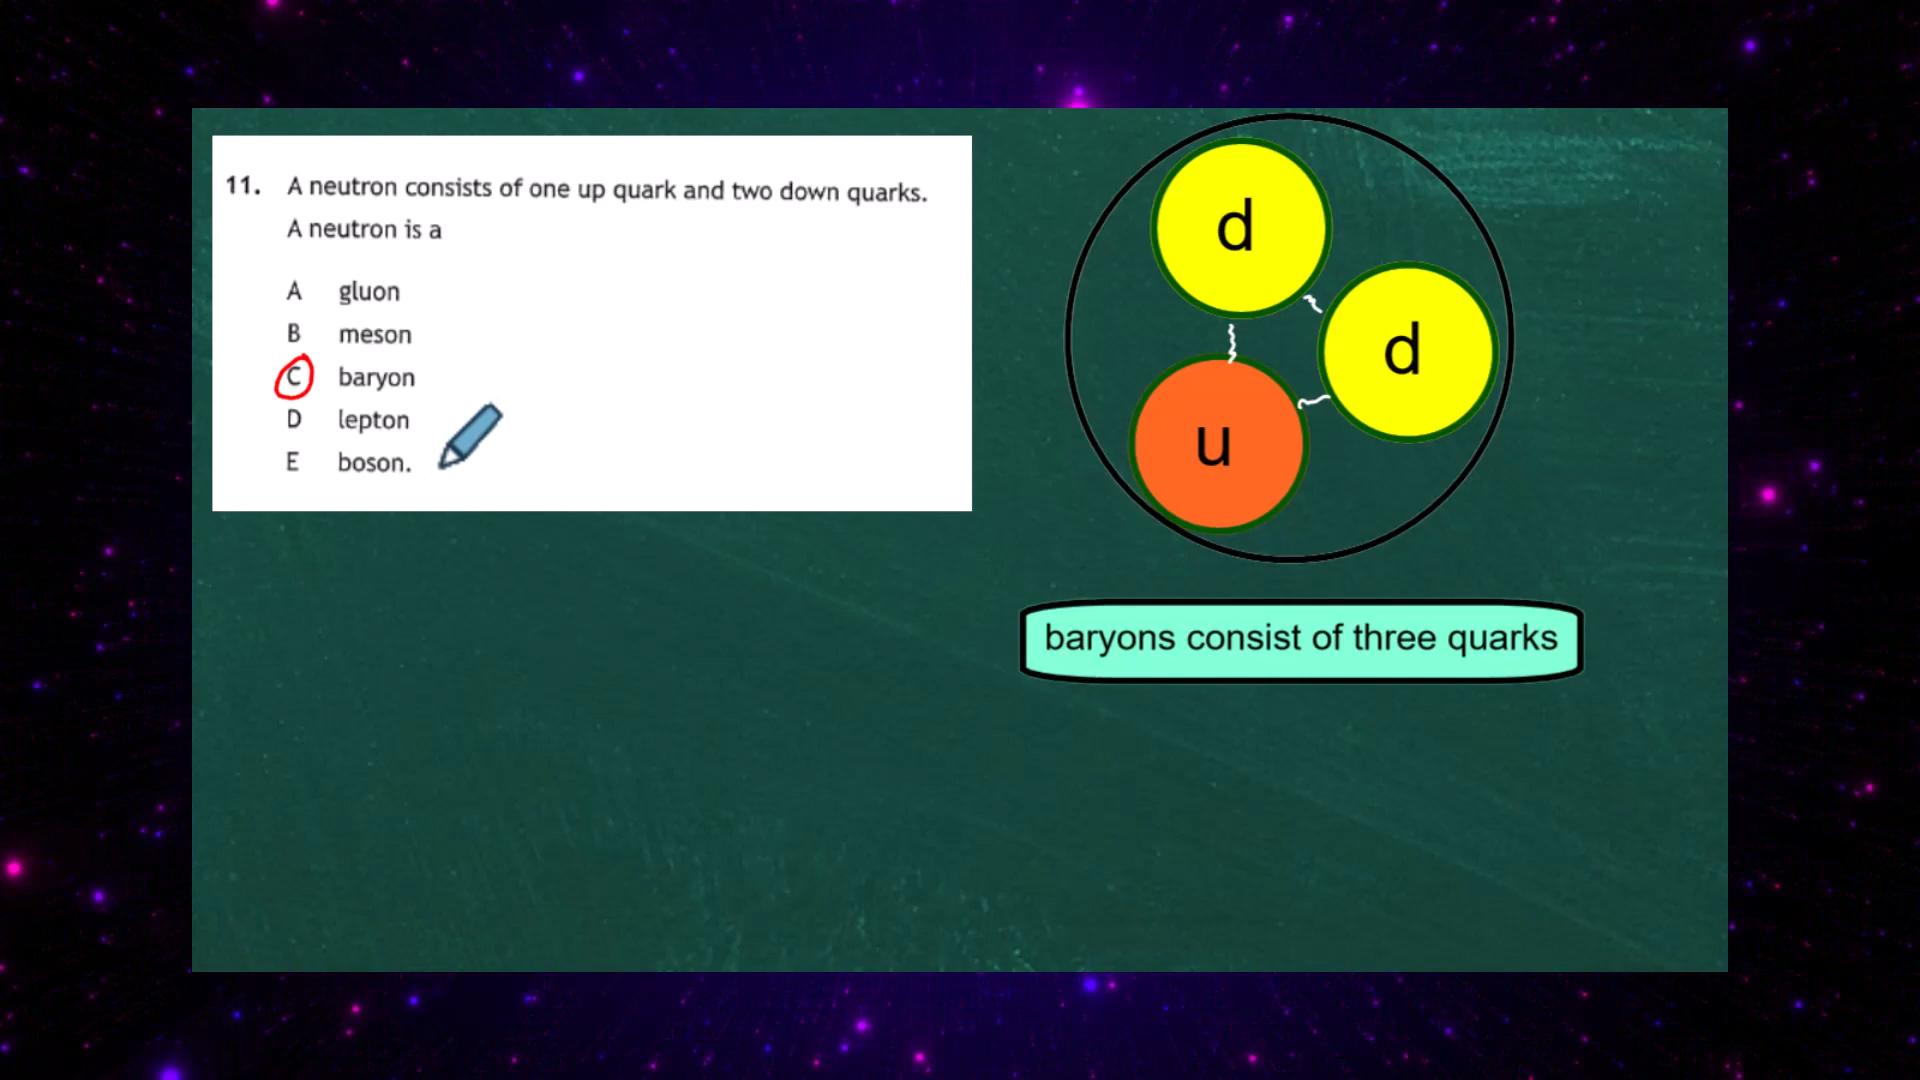 11. A neutron consists of one up quark and two down quarks.
A neutron is a
A gluon
B meson
C baryon
D lepton
E boson.
d
d
u
baryons consist of three quarks